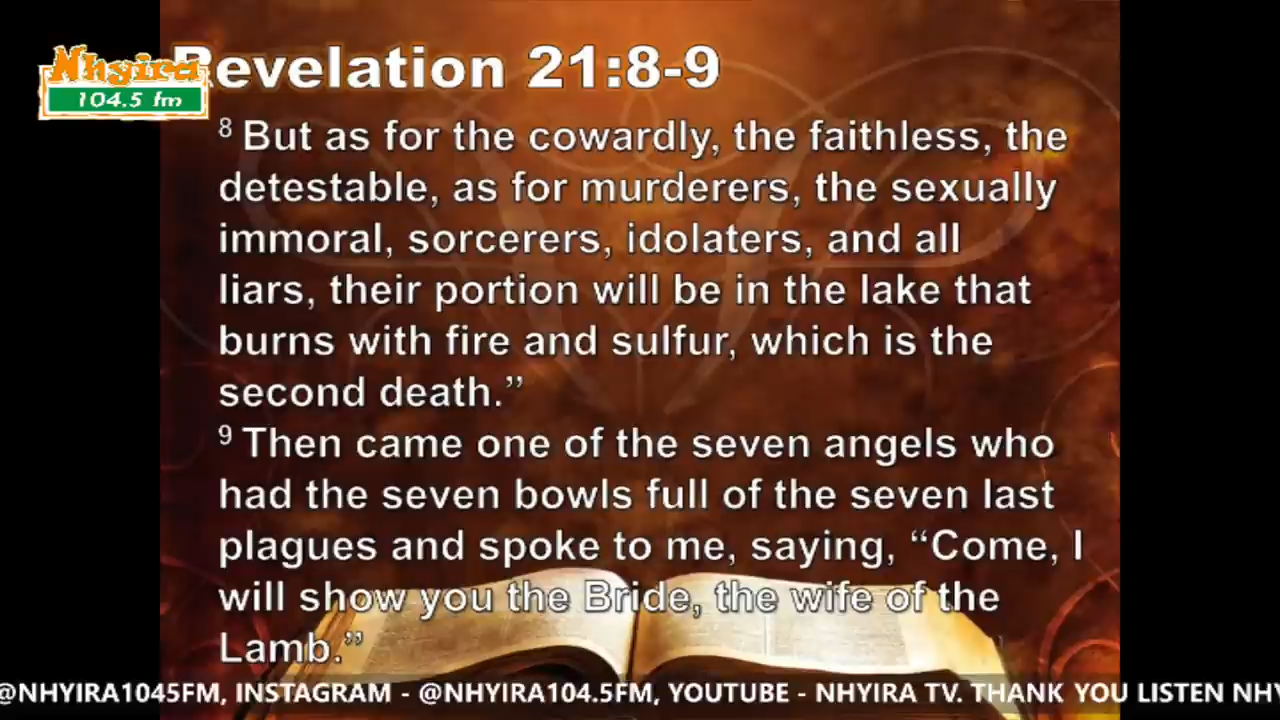 Revelation 21:8-9
Nhyira
104.5 fm
8 But as for the cowardly, the faithless, the
detestable, as for murderers, the sexually
immoral, sorcerers, idolaters, and all
liars, their portion will be in the lake that
burns with fire and sulfur, which is the
second death.”
9 Then came one of the seven angels who
had the seven bowls full of the seven last
plagues and spoke to me, saying, “Come, I
will show you the Bride, the wife of the
Lamb.”
@NHYIRA1045FM, INSTAGRAM - @NHYIRA104.5FM, YOUTUBE - NHYIRA TV. THANK YOU LISTEN NHY